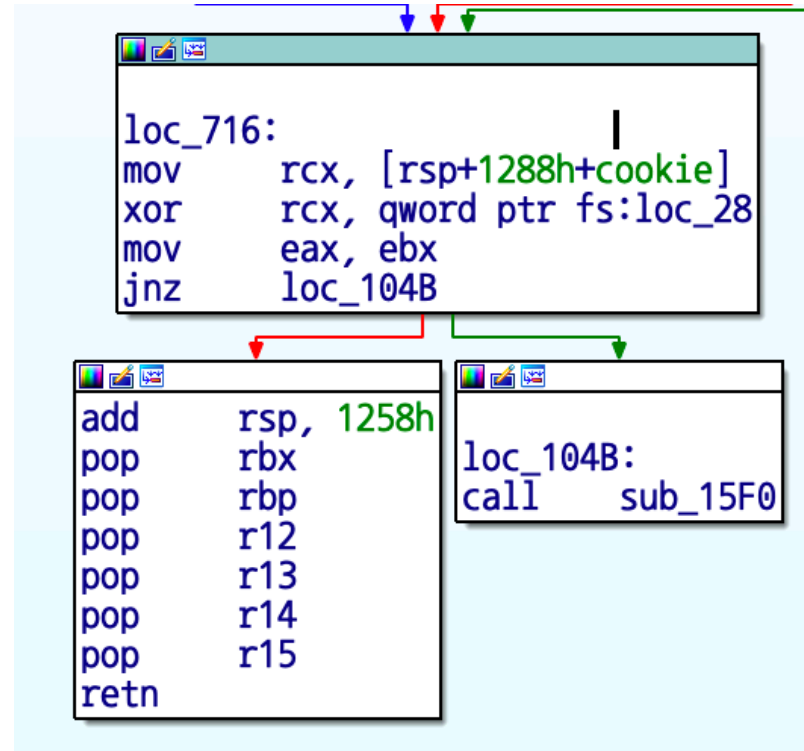 loc_716:
mov rcx, [rsp+1288h+cookie]
xor rcx, qword ptr fs:loc_28
mov eax, ebx
jnz loc_104B
add rsp, 1258h
pop rbx
pop rbp
pop r12
pop r13
pop r14
pop r15
retn
loc_104B:
call sub_15F0